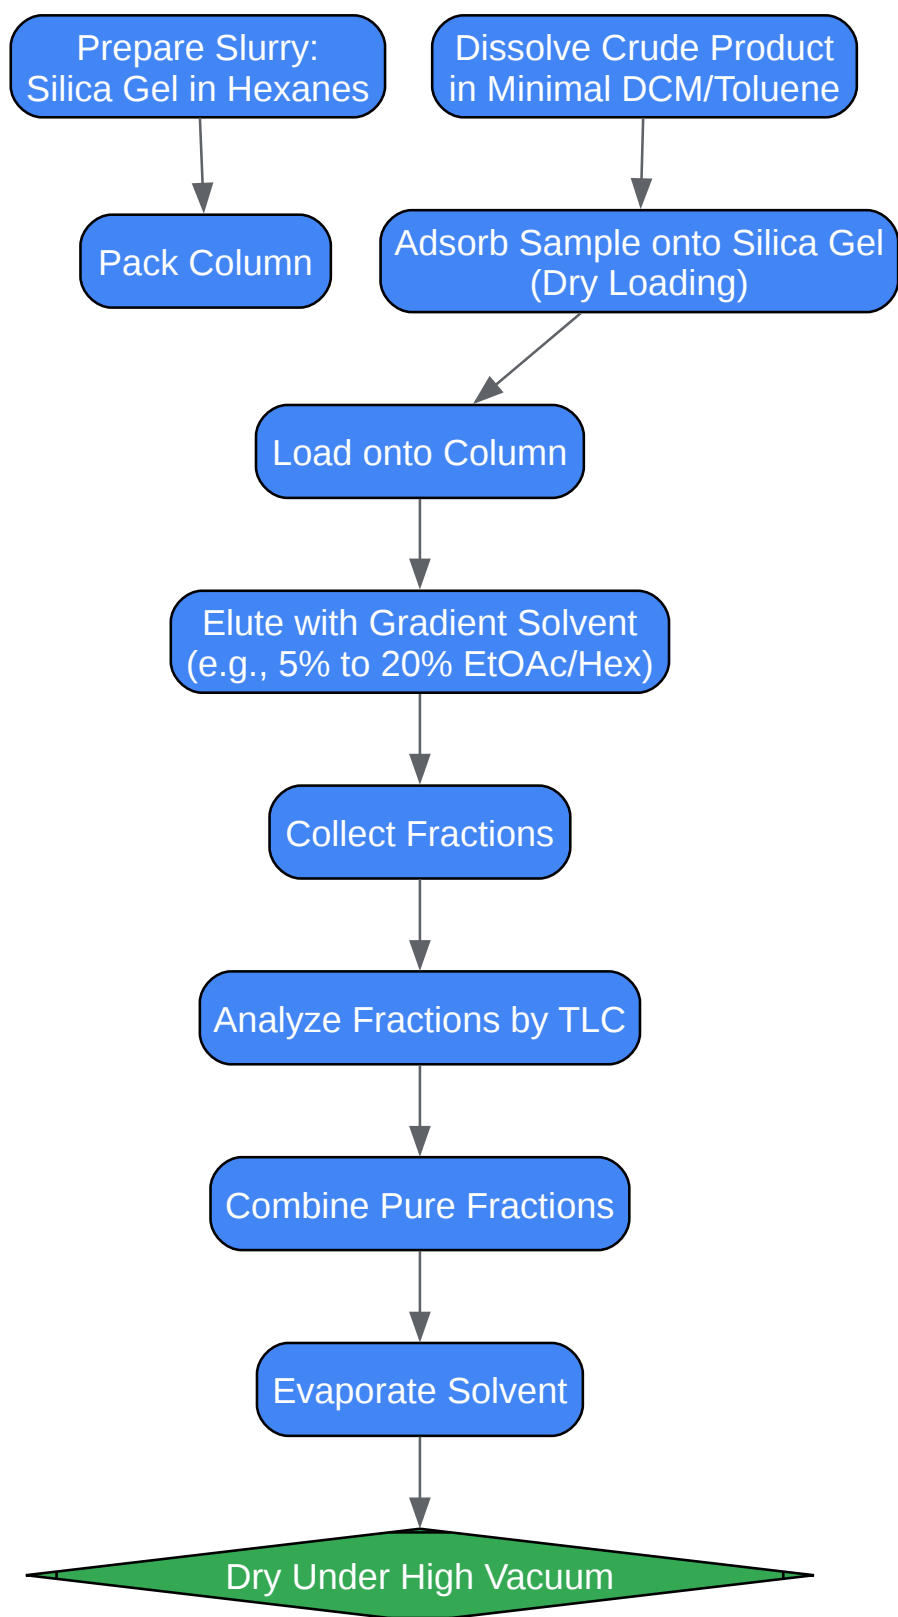 Prepare Slurry:
Silica Gel in Hexanes
Dissolve Crude Product
in Minimal DCM/Toluene
Pack Column
Adsorb Sample onto Silica Gel
(Dry Loading)
Load onto Column
Elute with Gradient Solvent
(e.g., 5% to 20% EtOAc/Hex)
Collect Fractions
Analyze Fractions by TLC
Combine Pure Fractions
Evaporate Solvent
Dry Under High Vacuum